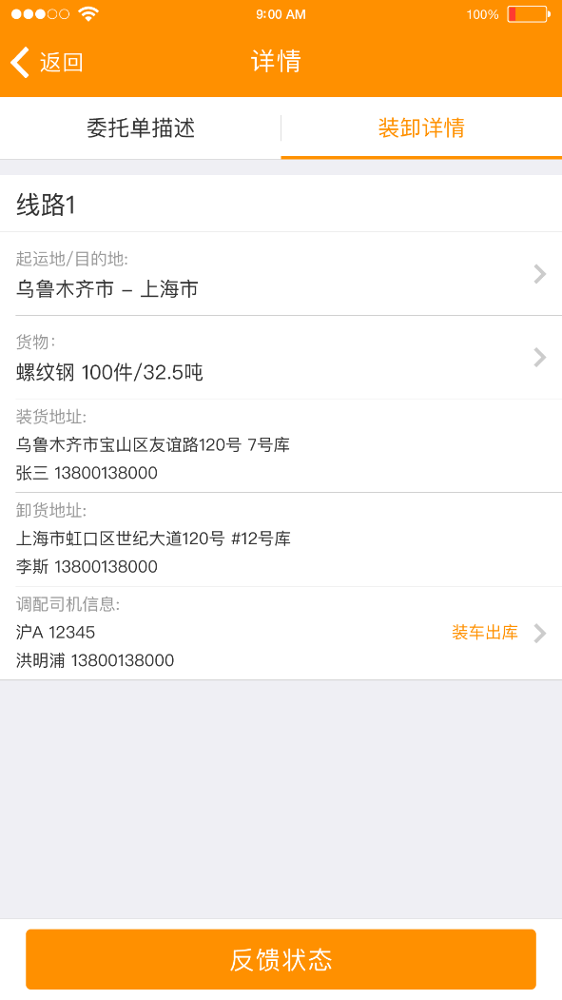 9:00 AM
100%
返回
详情
委托单描述
装卸详情
线路1
起运地/目的地:
乌鲁木齐市 – 上海市
货物:
螺纹钢 100件/32.5吨
装货地址:
乌鲁木齐市宝山区友谊路120号 7号库
张三 13800138000
卸货地址:
上海市虹口区世纪大道120号 #12号库
李斯 13800138000
调配司机信息:
沪A 12345
装车出库
洪明浦 13800138000
反馈状态